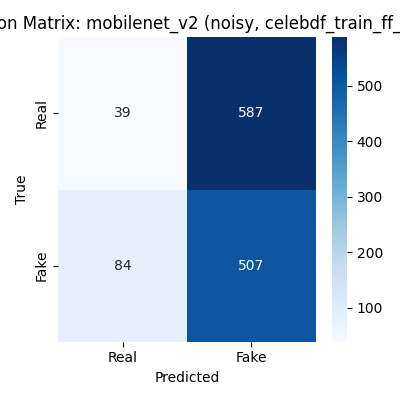 on Matrix: mobilenet_v2 (noisy, celebdf_train_ff_
Real
39
587
Fake
84
507
True
Real
Fake
Predicted
500
400
300
200
100